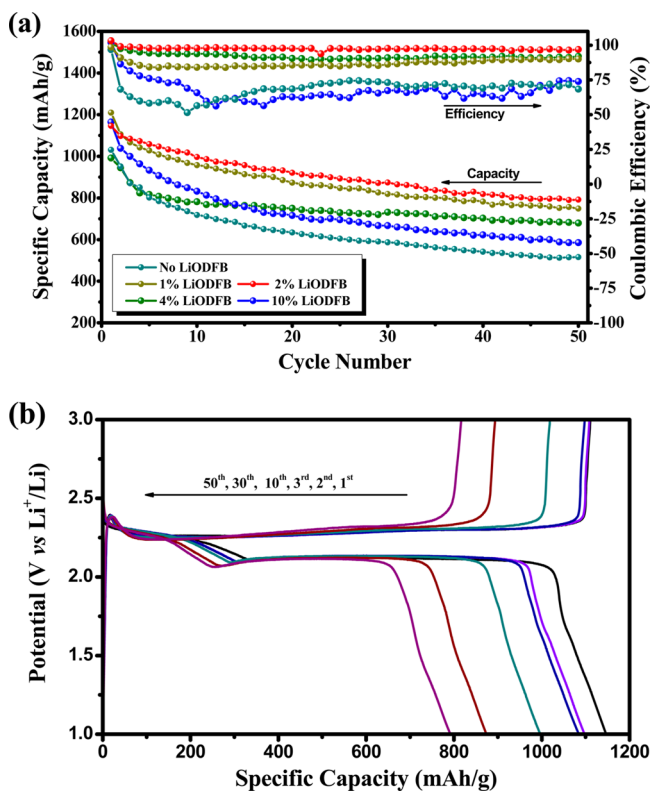 (a)
1600
1400
1200
1000
800
600
400
200
Specific Capacity (mAh/g)
100
75
50
25
0
-25
-50
-75
-100
Coulombic Efficiency (%)
Efficiency
Capacity
No LiODFB
1% LiODFB 2% LiODFB
4% LiODFB 10% LiODFB
0 10 20 30 40 50
Cycle Number
(b)
3.0
2.5
2.0
1.5
1.0
Potential (V vs Li⁺/Li)
50th, 30th, 10th, 3rd, 2nd, 1st
0 200 400 600 800 1000 1200
Specific Capacity (mAh/g)